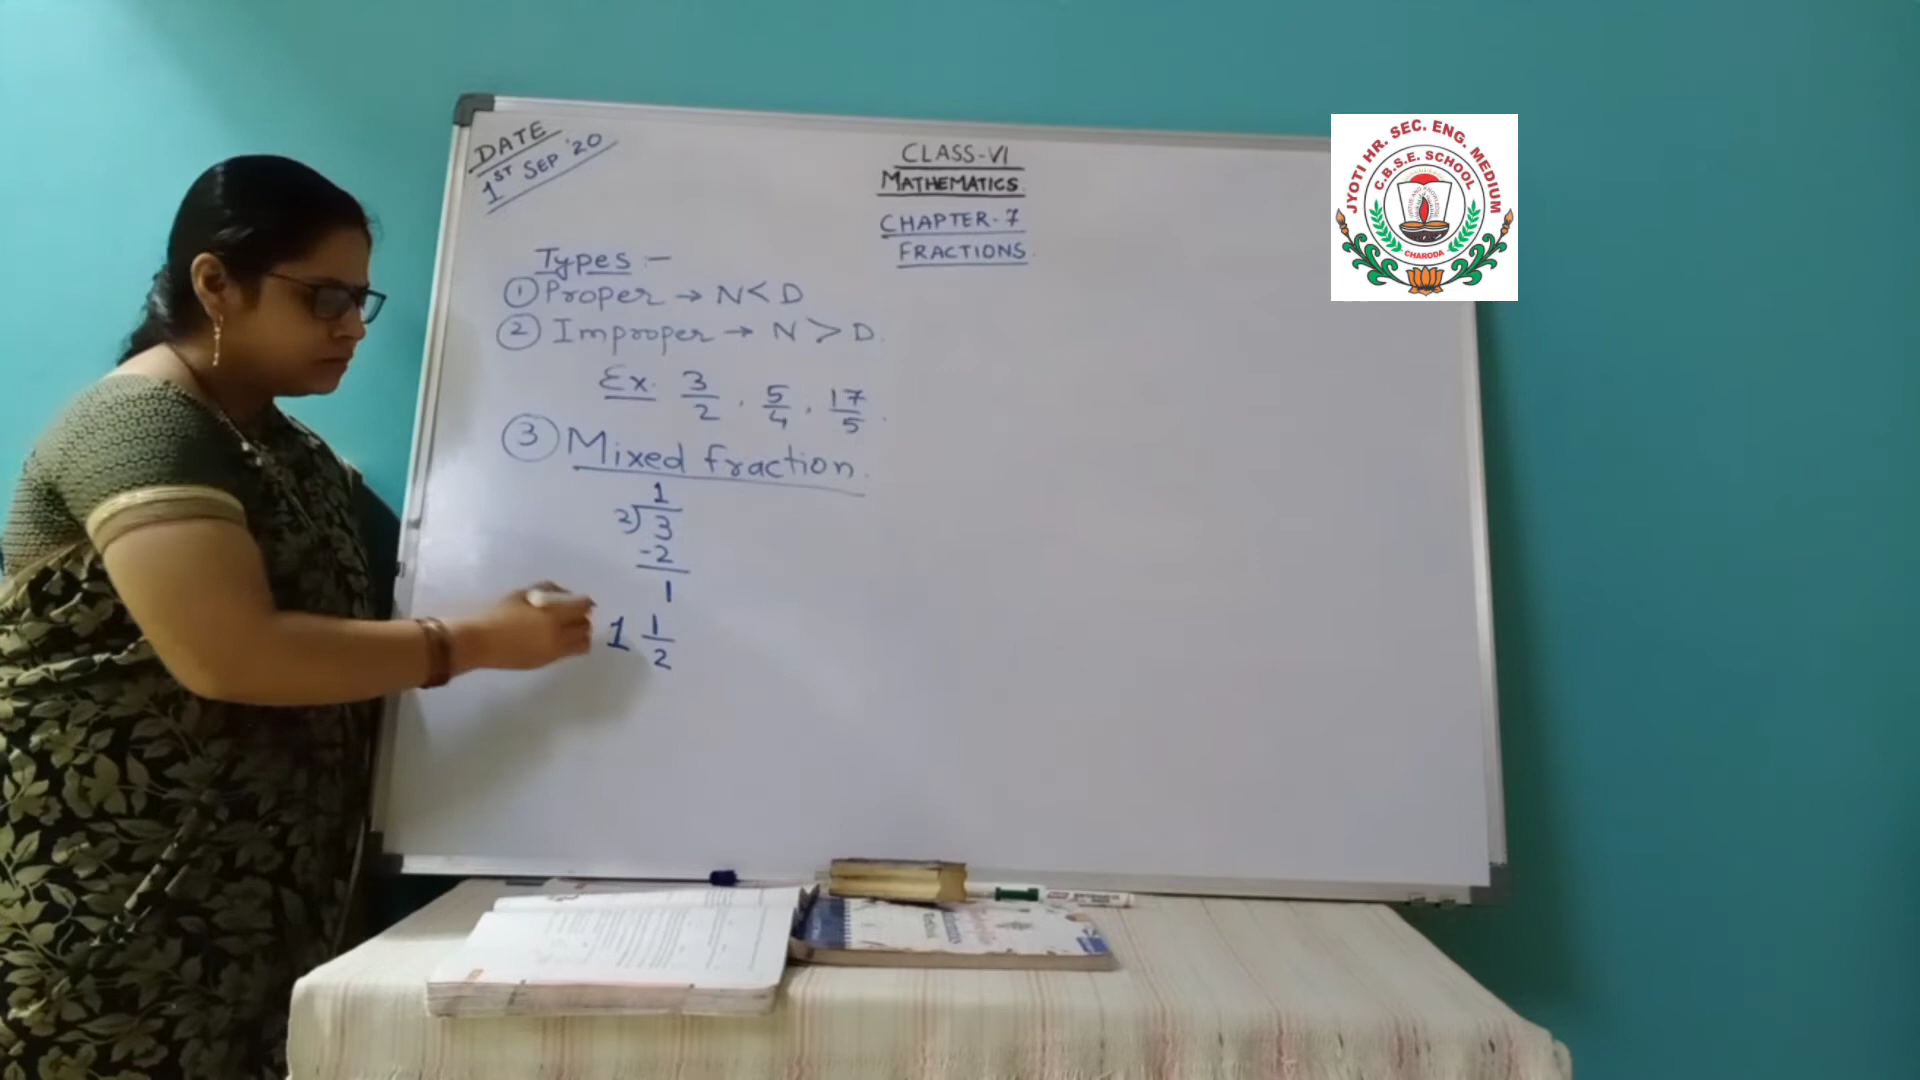 DATE
1ST SEP '20
CLASS-VI
MATHEMATICS
CHAPTER-7
FRACTIONS
Types :-
① Proper → N < D
② Improper → N > D.
Ex. 3/2 , 5/4 , 17/5 .
③ Mixed fraction.
1
2) 3
-2
1
1 1/2
JYOTI HR. SEC. ENG. MEDIUM
C.B.S.E. SCHOOL
CHARODA